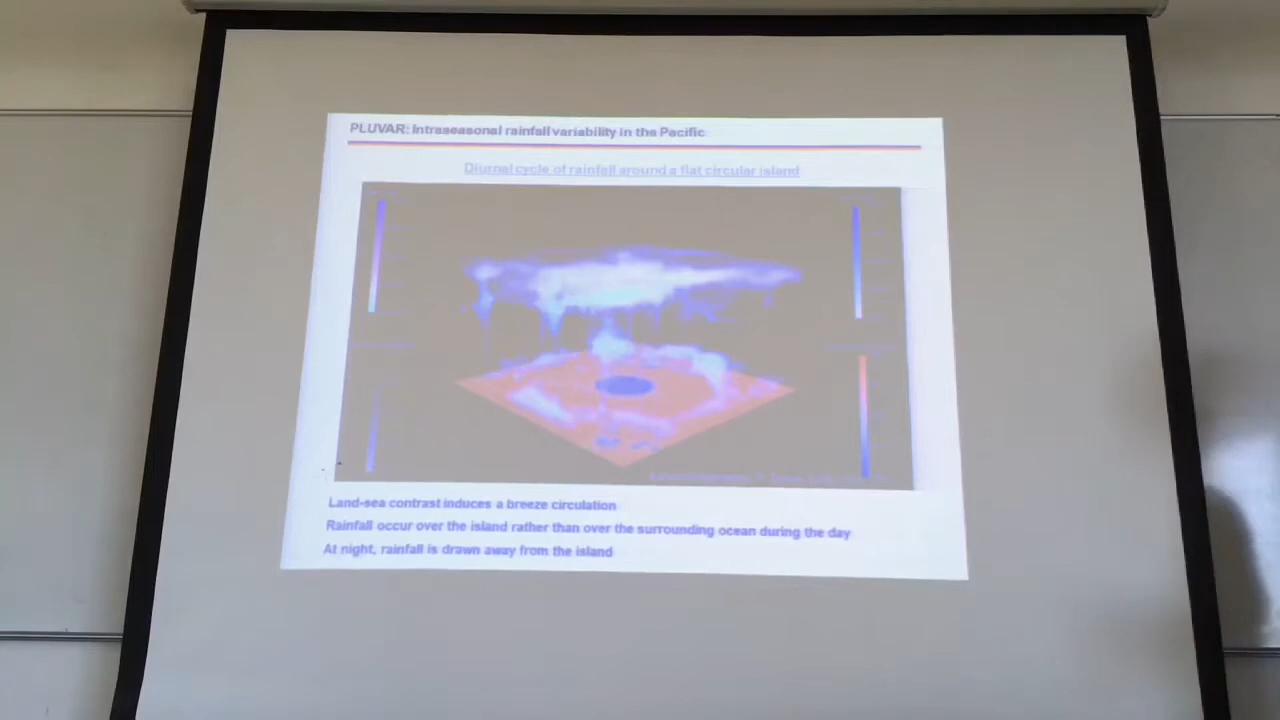 PLUVAR: Intraseasonal rainfall variability in the Pacific
Diurnal cycle of rainfall around a flat circular island
Land-sea contrast induces a breeze circulation
Rainfall occur over the island rather than over the surrounding ocean during the day
At night, rainfall is drawn away from the island